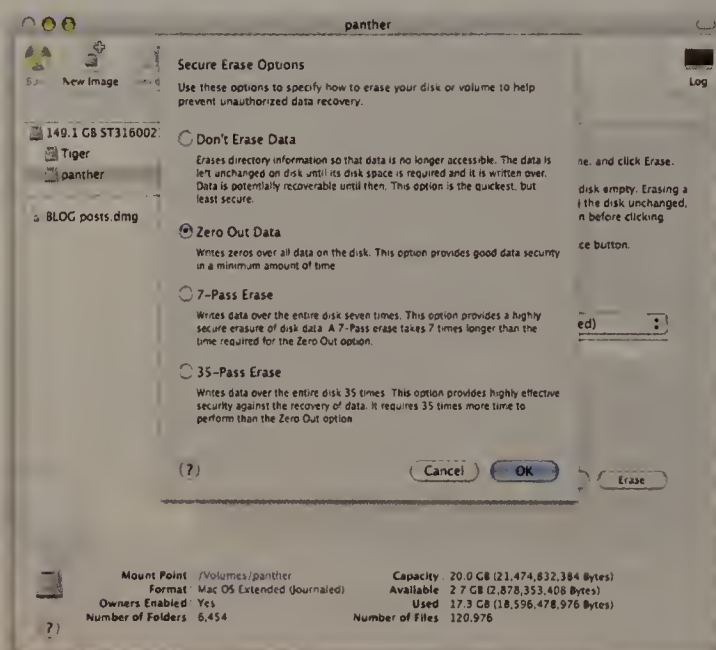 panther
New Image
Log
149.1 GB ST316002
Tiger
panther
BLOG posts.dmg
Secure Erase Options
Use these options to specify how to erase your disk or volume to help
prevent unauthorized data recovery.
Don't Erase Data
Erases directory information so that data is no longer accessible. The data is
left unchanged on disk until its disk space is required and it is written over.
Data is potentially recoverable until then. This option is the quickest, but
least secure.
Zero Out Data
Writes zeros over all data on the disk. This option provides good data security
in a minimum amount of time
7-Pass Erase
Writes data over the entire disk seven times. This option provides a highly
secure erasure of disk data A 7-Pass erase takes 7 times longer than the
time required for the Zero Out option.
35-Pass Erase
Writes data over the entire disk 35 times This option provides highly effective
security against the recovery of data. It requires 35 times more time to
perform than the Zero Out option
(?)
Cancel
OK
ne, and click Erase.
disk empty. Erasing a
the disk unchanged,
n before clicking
ce button.
ed)
Erase
Mount Point /Volumes/panther
Format Mac OS Extended (Journaled)
Owners Enabled Yes
Number of Folders 6,454
Capacity 20.0 GB (21,474,832,384 Bytes)
Available 2.7 GB (2,878,353,408 Bytes)
Used 17.3 GB (18,596,478,976 Bytes)
Number of Files 120,976
?)